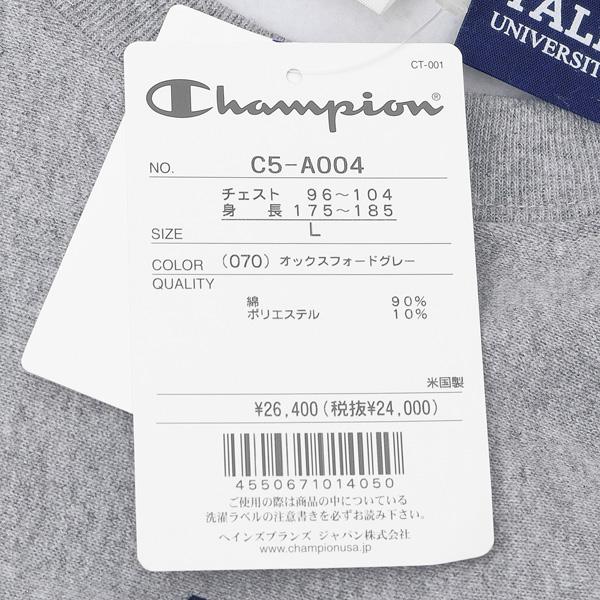 YALE
UNIVERSITY
CT-001
Champion®
NO. C5-A004
チェスト 96～104
身長 175～185
SIZE L
COLOR (070) オックスフォードグレー
QUALITY
綿 90%
ポリエステル 10%
米国製
¥26,400(税抜¥24,000)
4550671014050
ご使用の際は商品の中についている
洗濯ラベルの注意書きを必ずお読み下さい。
ヘインズブランズ ジャパン株式会社
www.championusa.jp